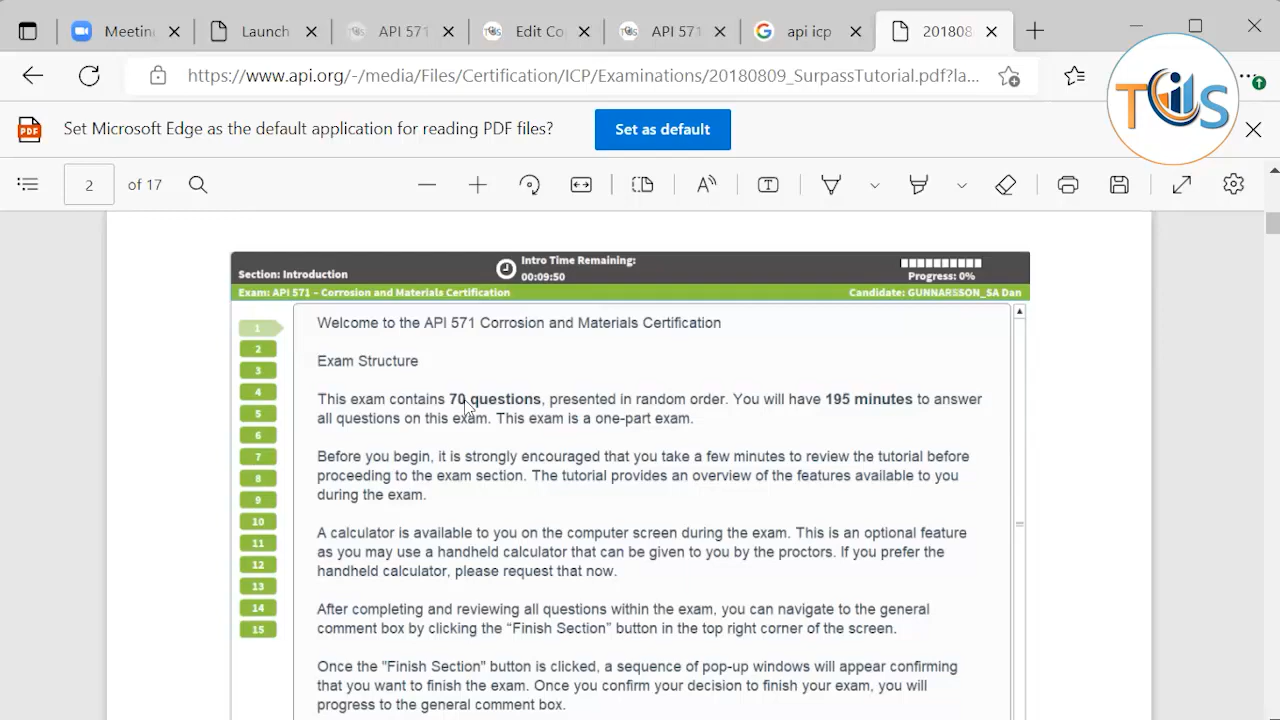 Meetin
Launch
API 571
Edit Co
API 571
api icp
201808
https://www.api.org/-/media/Files/Certification/ICP/Examinations/20180809_SurpassTutorial.pdf?la...
TCS
PDF
Set Microsoft Edge as the default application for reading PDF files?
Set as default
2
of 17
Section: Introduction
Intro Time Remaining:
00:09:50
Progress: 0%
Exam: API 571 – Corrosion and Materials Certification
Candidate: GUNNARSSON_SA Dan
1
2
3
4
5
6
7
8
9
10
11
12
13
14
15
Welcome to the API 571 Corrosion and Materials Certification
Exam Structure
This exam contains 70 questions, presented in random order. You will have 195 minutes to answer
all questions on this exam. This exam is a one-part exam.
Before you begin, it is strongly encouraged that you take a few minutes to review the tutorial before
proceeding to the exam section. The tutorial provides an overview of the features available to you
during the exam.
A calculator is available to you on the computer screen during the exam. This is an optional feature
as you may use a handheld calculator that can be given to you by the proctors. If you prefer the
handheld calculator, please request that now.
After completing and reviewing all questions within the exam, you can navigate to the general
comment box by clicking the “Finish Section” button in the top right corner of the screen.
Once the "Finish Section" button is clicked, a sequence of pop-up windows will appear confirming
that you want to finish the exam. Once you confirm your decision to finish your exam, you will
progress to the general comment box.